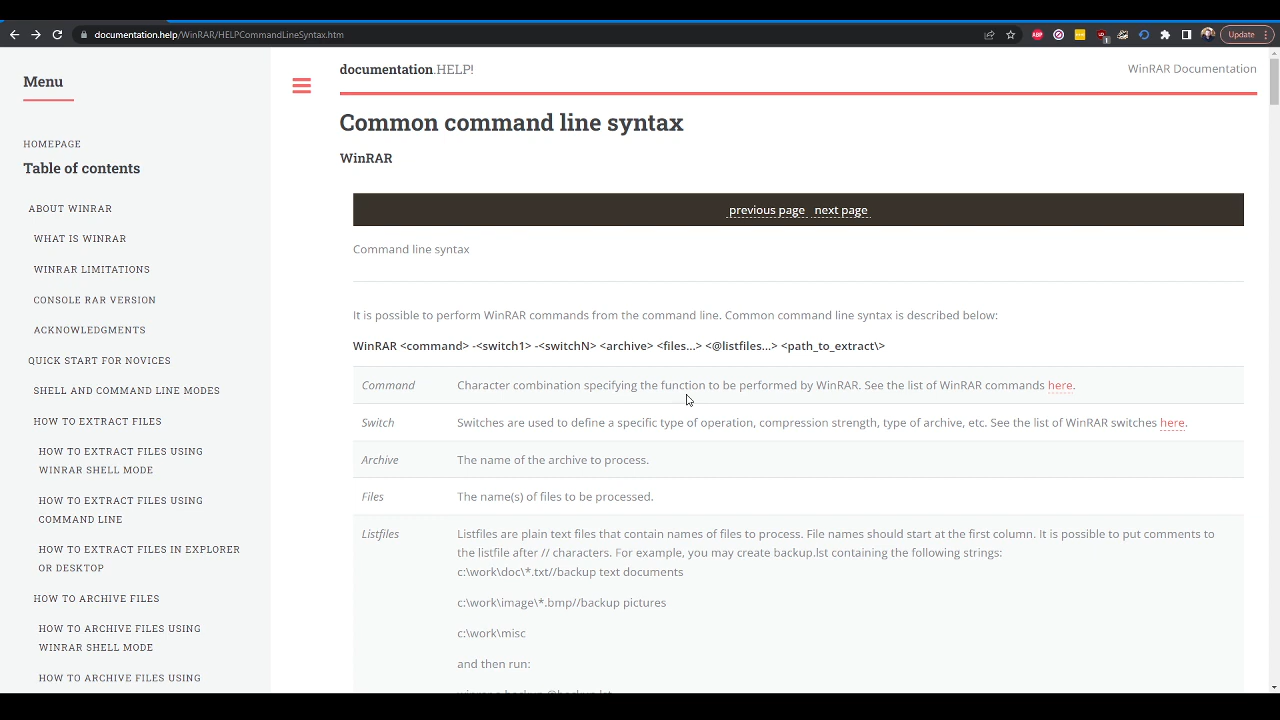 documentation.help/WinRAR/HELPCommandLineSyntax.htm
Update
Menu
HOMEPAGE
Table of contents
ABOUT WINRAR
WHAT IS WINRAR
WINRAR LIMITATIONS
CONSOLE RAR VERSION
ACKNOWLEDGMENTS
QUICK START FOR NOVICES
SHELL AND COMMAND LINE MODES
HOW TO EXTRACT FILES
HOW TO EXTRACT FILES USING
WINRAR SHELL MODE
HOW TO EXTRACT FILES USING
COMMAND LINE
HOW TO EXTRACT FILES IN EXPLORER
OR DESKTOP
HOW TO ARCHIVE FILES
HOW TO ARCHIVE FILES USING
WINRAR SHELL MODE
HOW TO ARCHIVE FILES USING
documentation.HELP!
WinRAR Documentation
Common command line syntax
WinRAR
previous page next page
Command line syntax
It is possible to perform WinRAR commands from the command line. Common command line syntax is described below:
WinRAR <command> -<switch1> -<switchN> <archive> <files...> <@listfiles...> <path_to_extract\>
Command Character combination specifying the function to be performed by WinRAR. See the list of WinRAR commands here.
Switch Switches are used to define a specific type of operation, compression strength, type of archive, etc. See the list of WinRAR switches here.
Archive The name of the archive to process.
Files The name(s) of files to be processed.
Listfiles Listfiles are plain text files that contain names of files to process. File names should start at the first column. It is possible to put comments to
the listfile after // characters. For example, you may create backup.lst containing the following strings:
c:\work\doc\*.txt//backup text documents
c:\work\image\*.bmp//backup pictures
c:\work\misc
and then run: